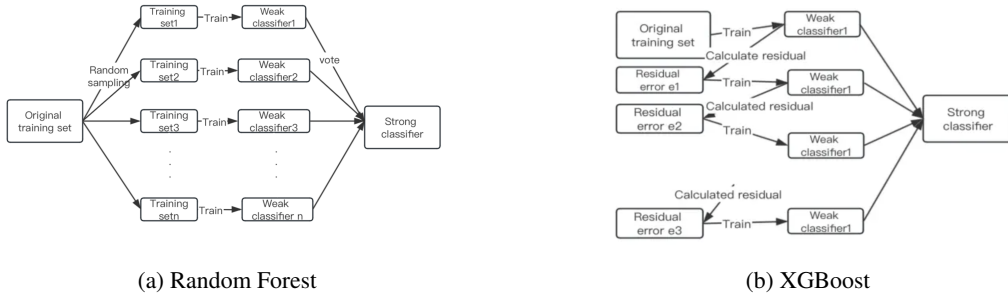 Training
set1
Train
Weak
classifier1
vote
Random
sampling
Training
set2
Train
Weak
classifier2
Original
training set
Training
set3
Train
Weak
classifier3
Strong
classifier
.
.
.
.
.
.
Training
setn
Train
Weak
classifier n
(a) Random Forest
Original
training set
Train
Weak
classifier1
Calculate residual
Residual
error e1
Train
Weak
classifier1
Calculated residual
Residual
error e2
Train
Weak
classifier1
Strong
classifier
Calculated residual
Residual
error e3
Train
Weak
classifier1
(b) XGBoost